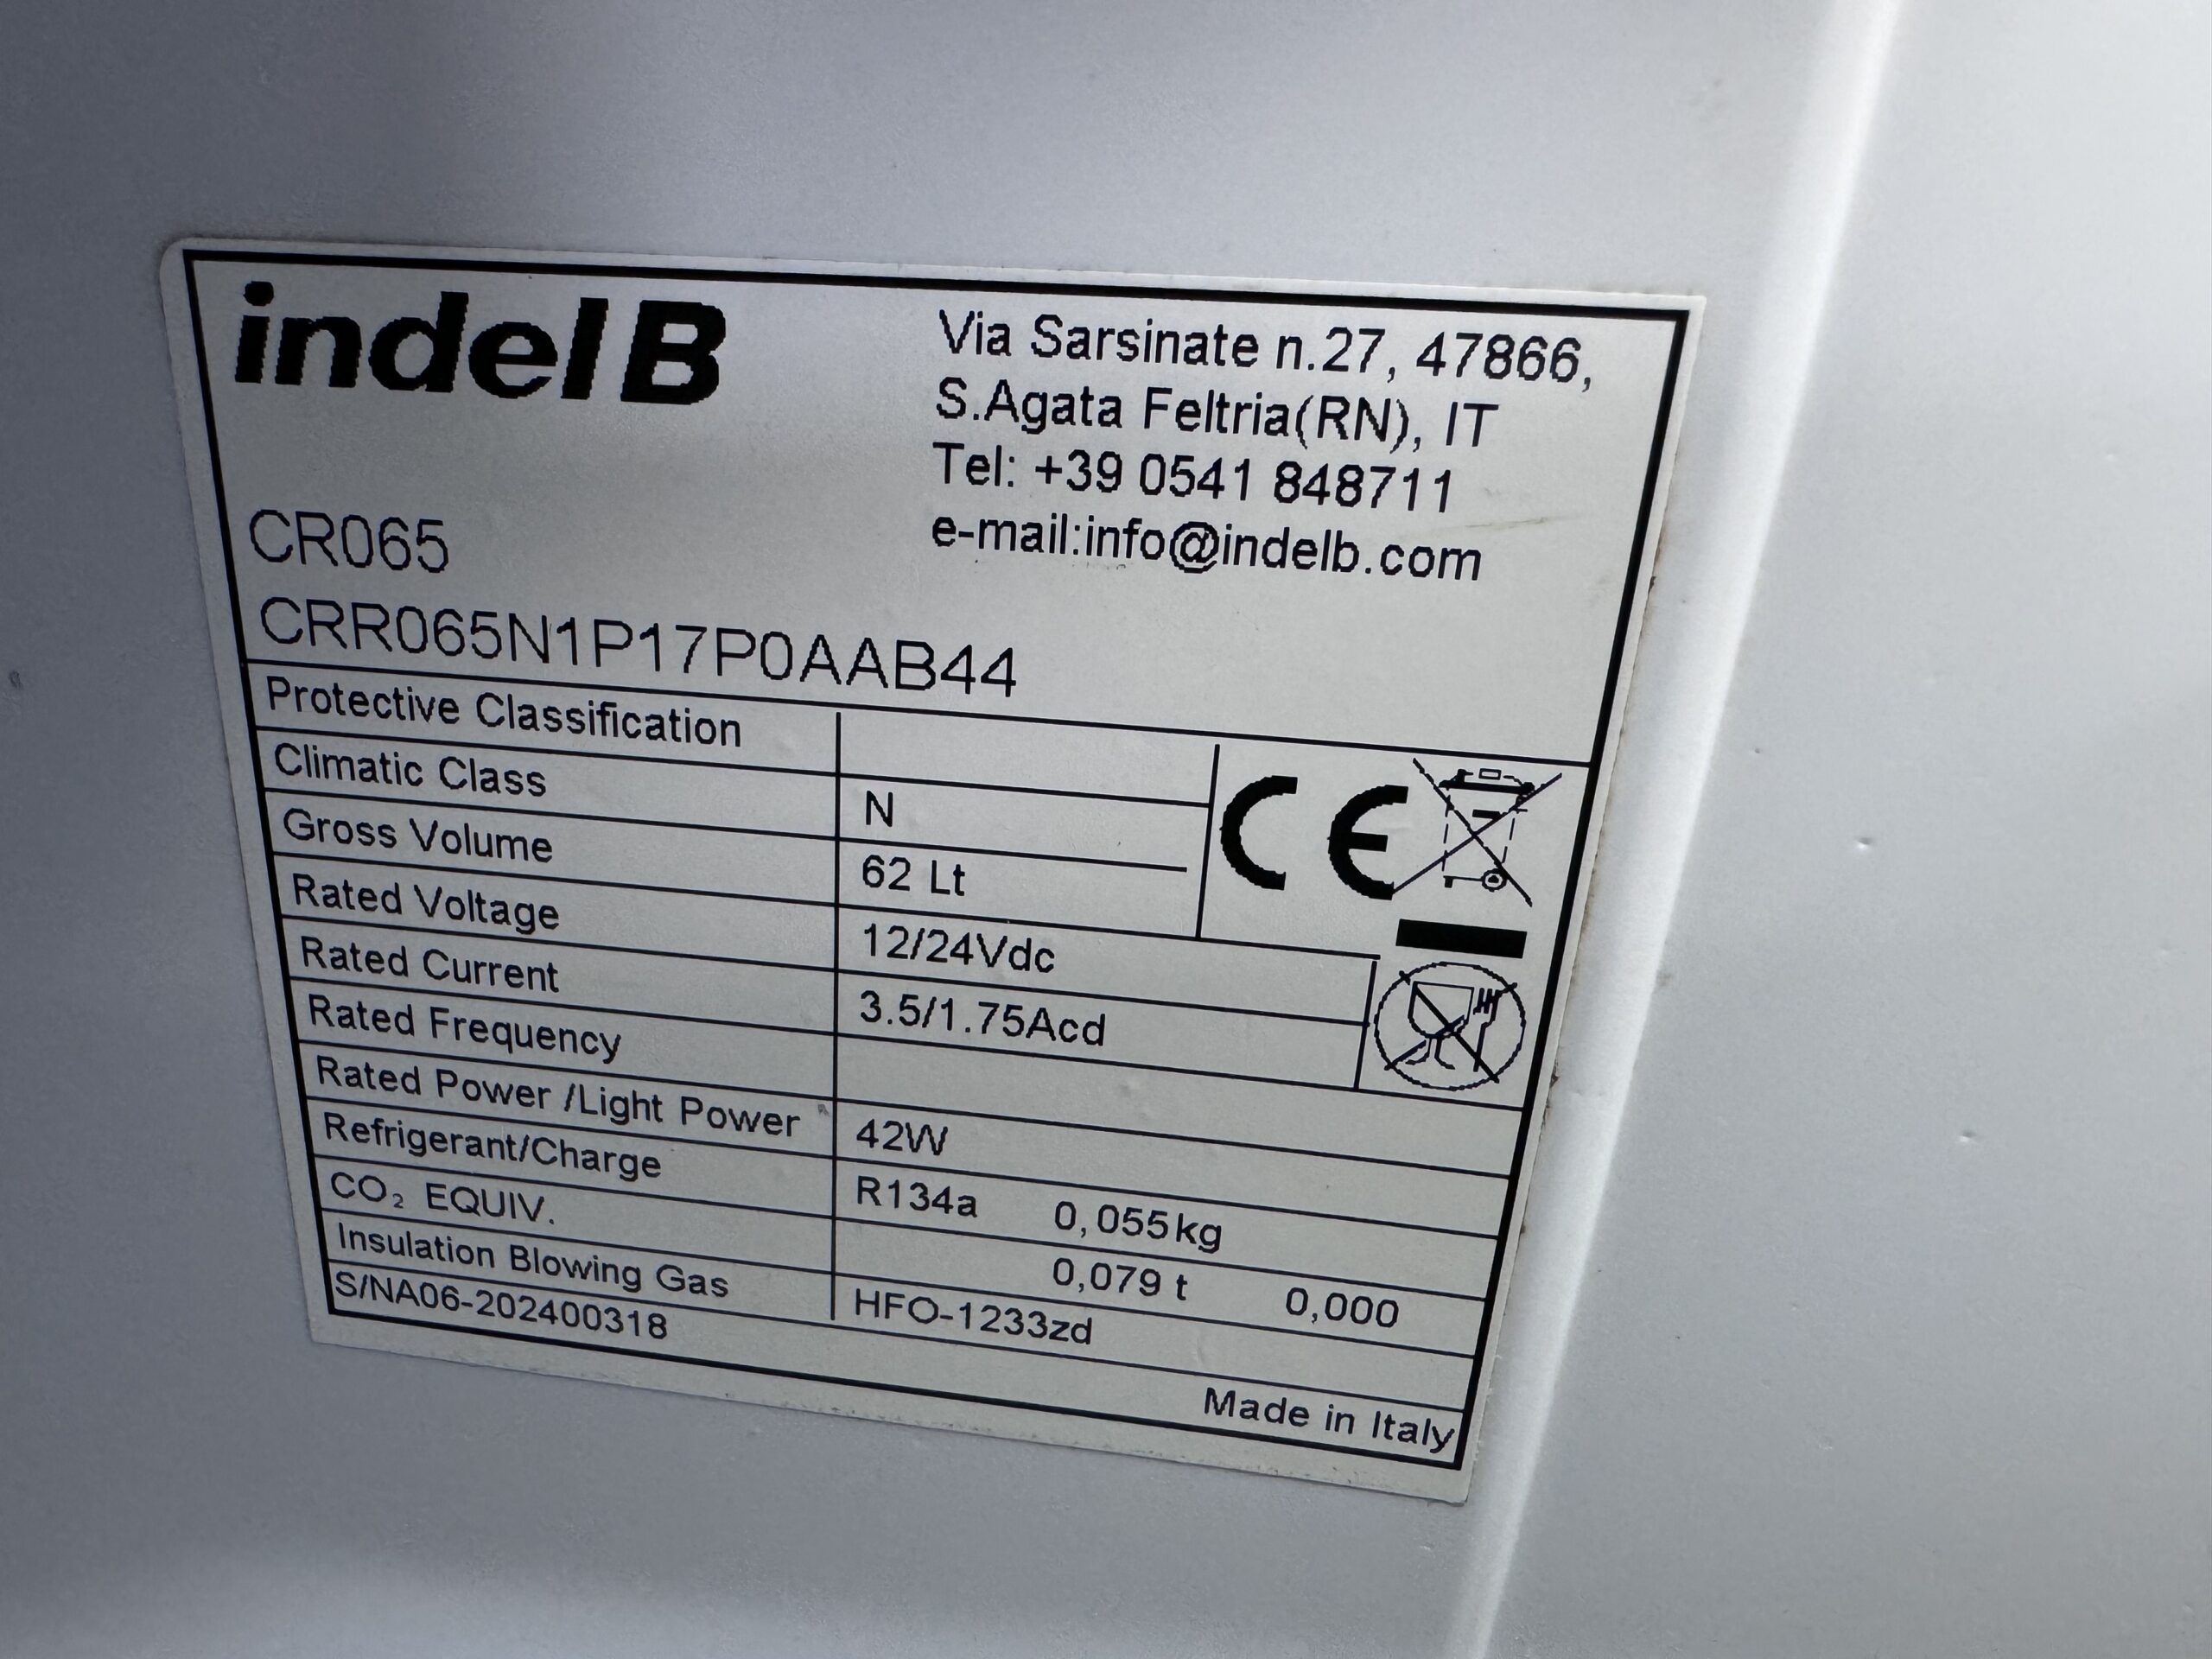 indel B
Via Sarsinate n.27, 47866,
S.Agata Feltria(RN), IT
Tel: +39 0541 848711
e-mail:info@indelb.com
CR065
CRR065N1P17P0AAB44
Protective Classification
Climatic Class N
Gross Volume 62 Lt
Rated Voltage 12/24Vdc
Rated Current 3.5/1.75Acd
Rated Frequency
Rated Power /Light Power 42W
Refrigerant/Charge R134a 0,055kg
CO₂ EQUIV. 0,079 t 0,000
Insulation Blowing Gas HFO-1233zd
S/NA06-202400318
Made in Italy
CE